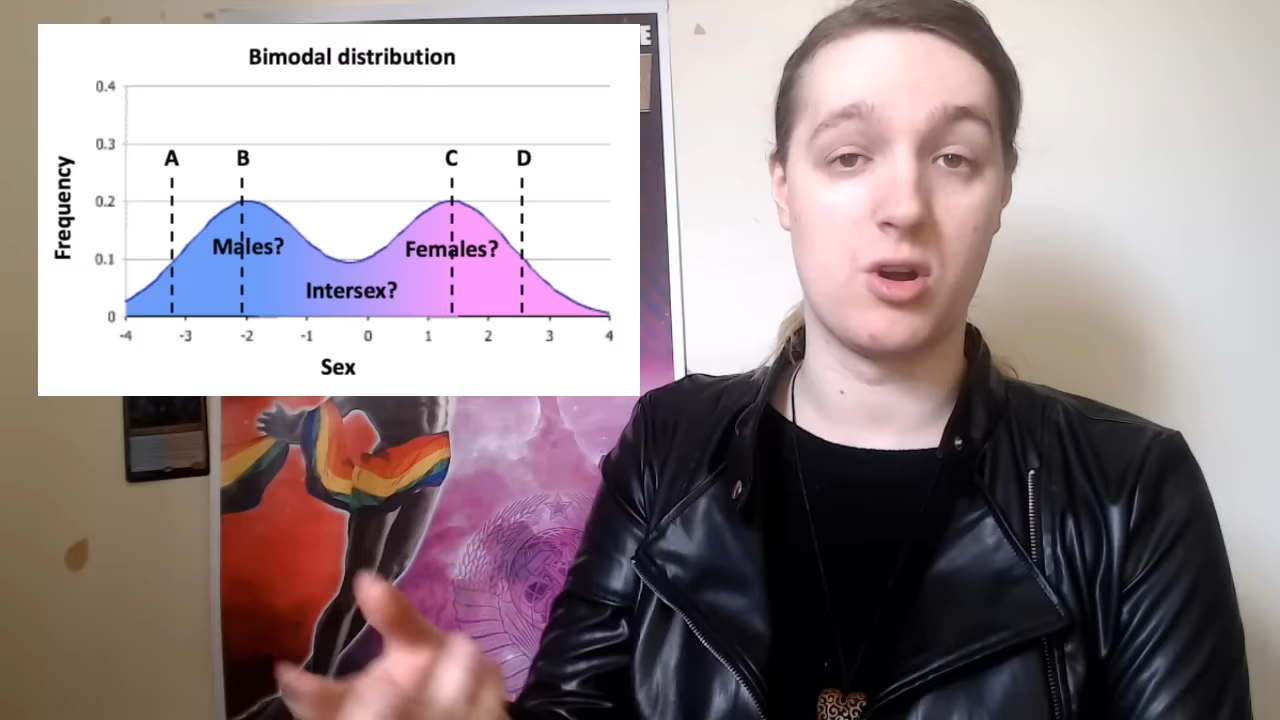 Bimodal distribution
0.4
0.3
0.2
0.1
0
Frequency
A B C D
Males? Females?
Intersex?
-4 -3 -2 -1 0 1 2 3 4
Sex
E